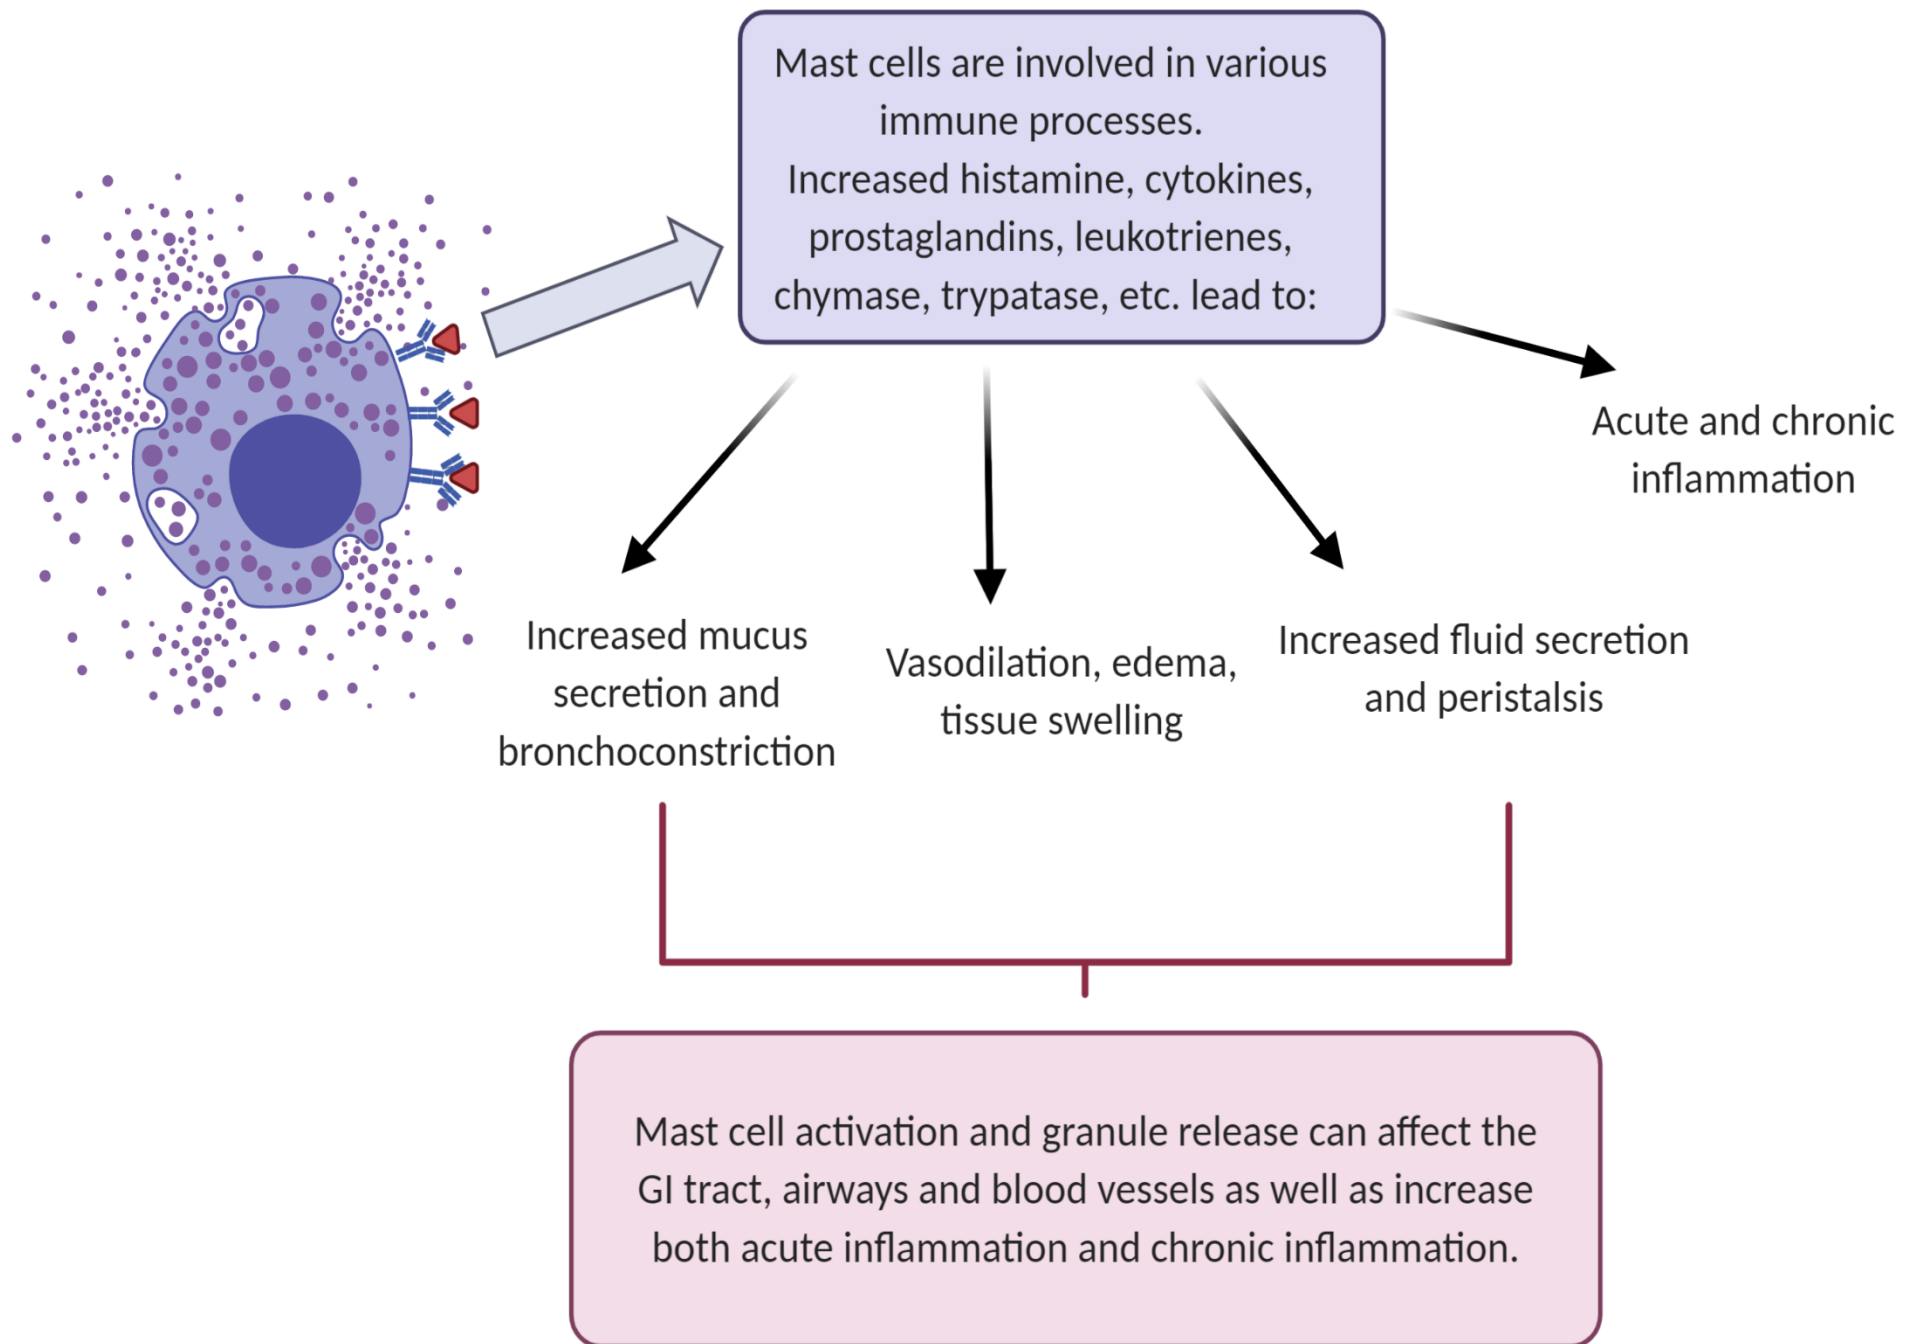 Mast cells are involved in various
immune processes.
Increased histamine, cytokines,
prostaglandins, leukotrienes,
chymase, trypatase, etc. lead to:
Acute and chronic
inflammation
Increased mucus
secretion and
bronchoconstriction
Vasodilation, edema,
tissue swelling
Increased fluid secretion
and peristalsis
Mast cell activation and granule release can affect the
GI tract, airways and blood vessels as well as increase
both acute inflammation and chronic inflammation.